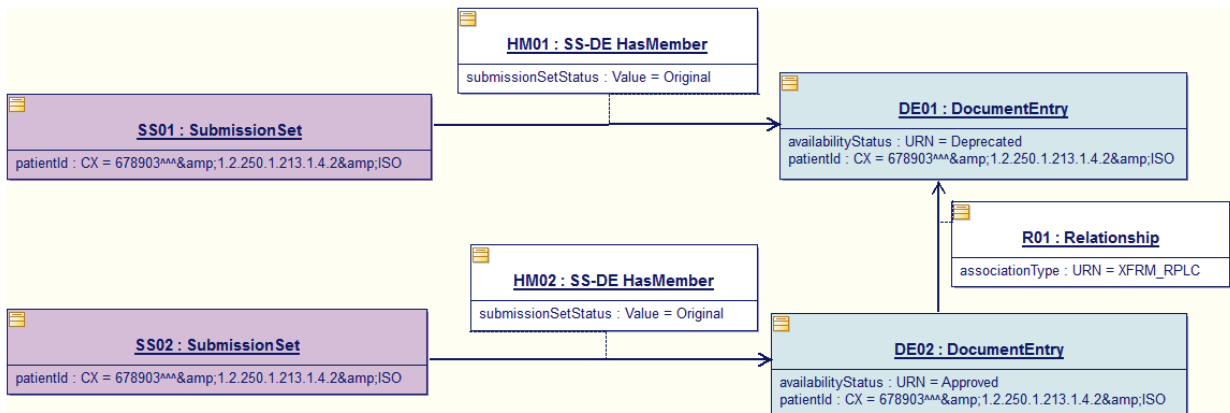 HM01 : SS-DE HasMember
submissionSetStatus : Value = Original
SS01 : SubmissionSet
patientId : CX = 678903^^^&amp;1.2.250.1.213.1.4.2&amp;ISO
DE01 : DocumentEntry
availabilityStatus : URN = Deprecated
patientId : CX = 678903^^^&amp;1.2.250.1.213.1.4.2&amp;ISO
R01 : Relationship
associationType : URN = XFRM_RPLC
HM02 : SS-DE HasMember
submissionSetStatus : Value = Original
SS02 : SubmissionSet
patientId : CX = 678903^^^&amp;1.2.250.1.213.1.4.2&amp;ISO
DE02 : DocumentEntry
availabilityStatus : URN = Approved
patientId : CX = 678903^^^&amp;1.2.250.1.213.1.4.2&amp;ISO